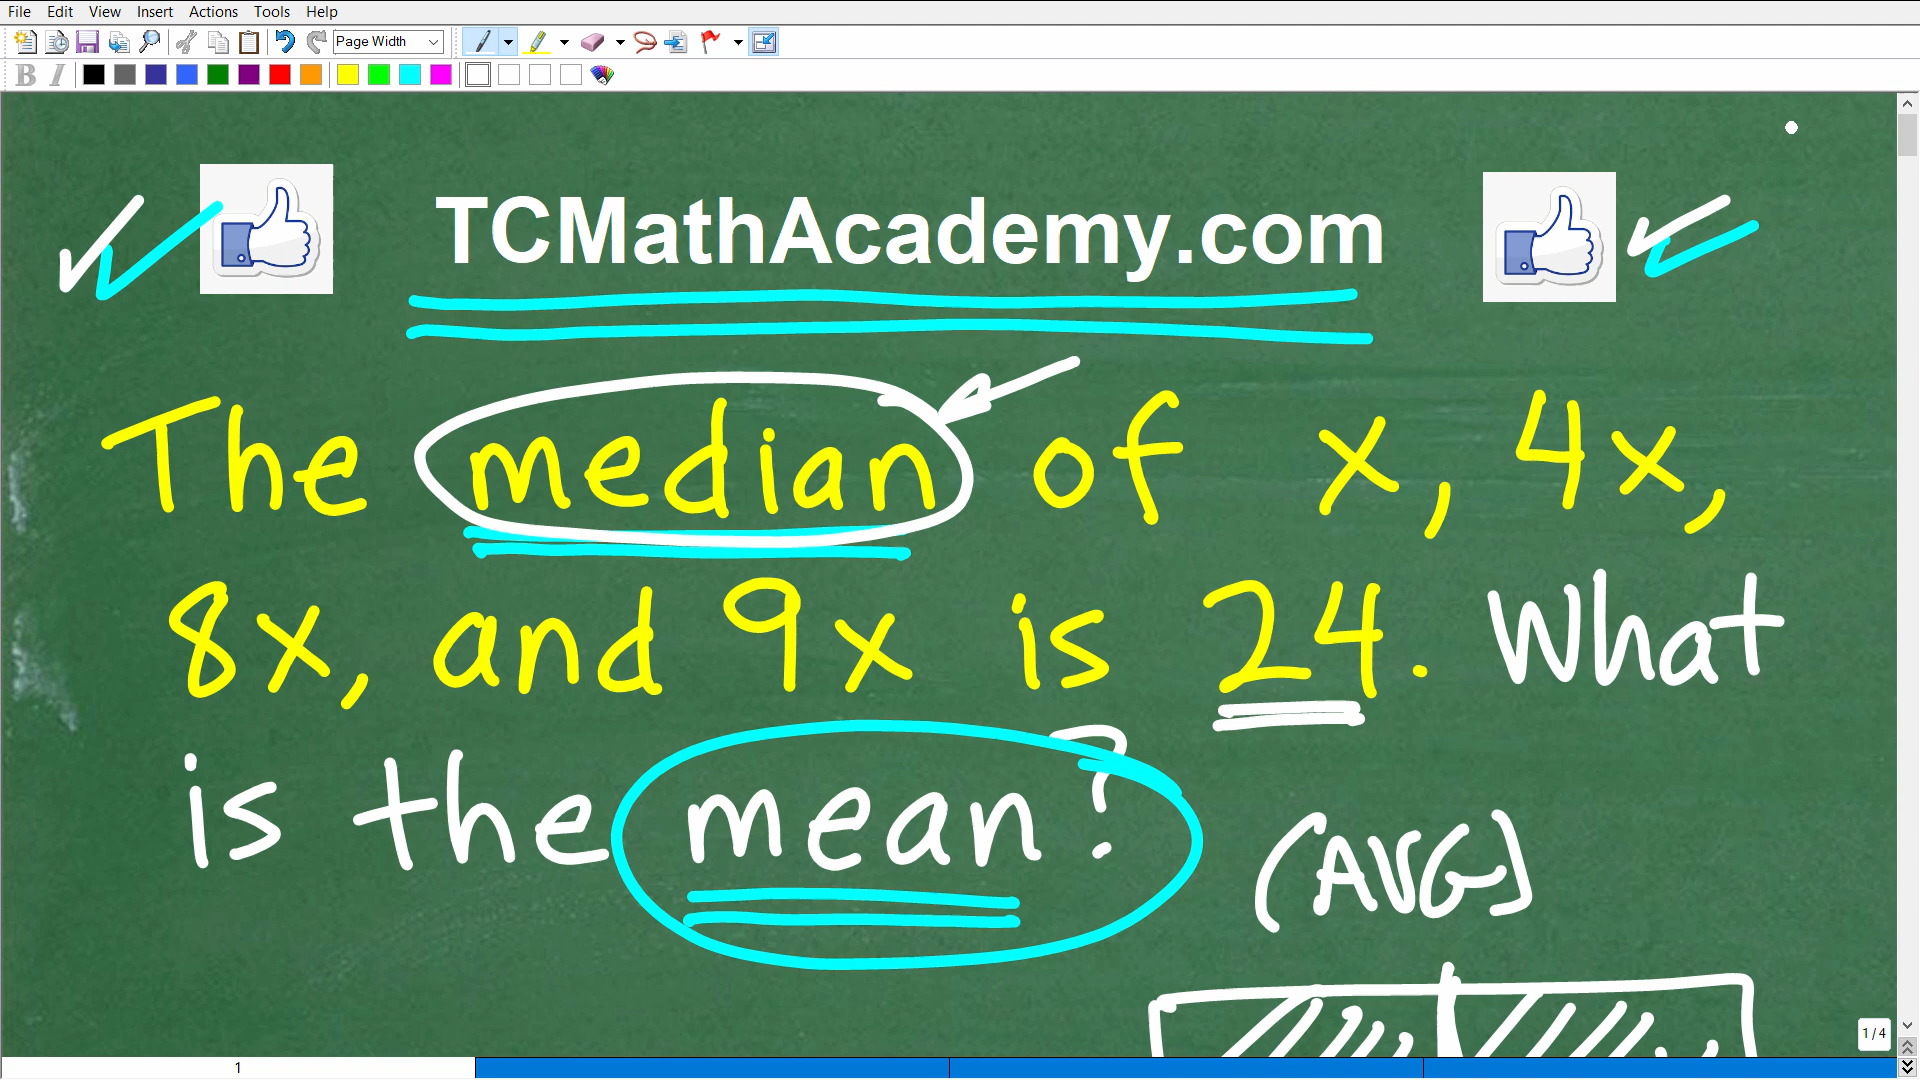 File Edit View Insert Actions Tools Help
Page Width
B I
TCMathAcademy.com
The median of x, 4x,
8x, and 9x is 24. What
is the mean?
(AVG)
1 / 4
1